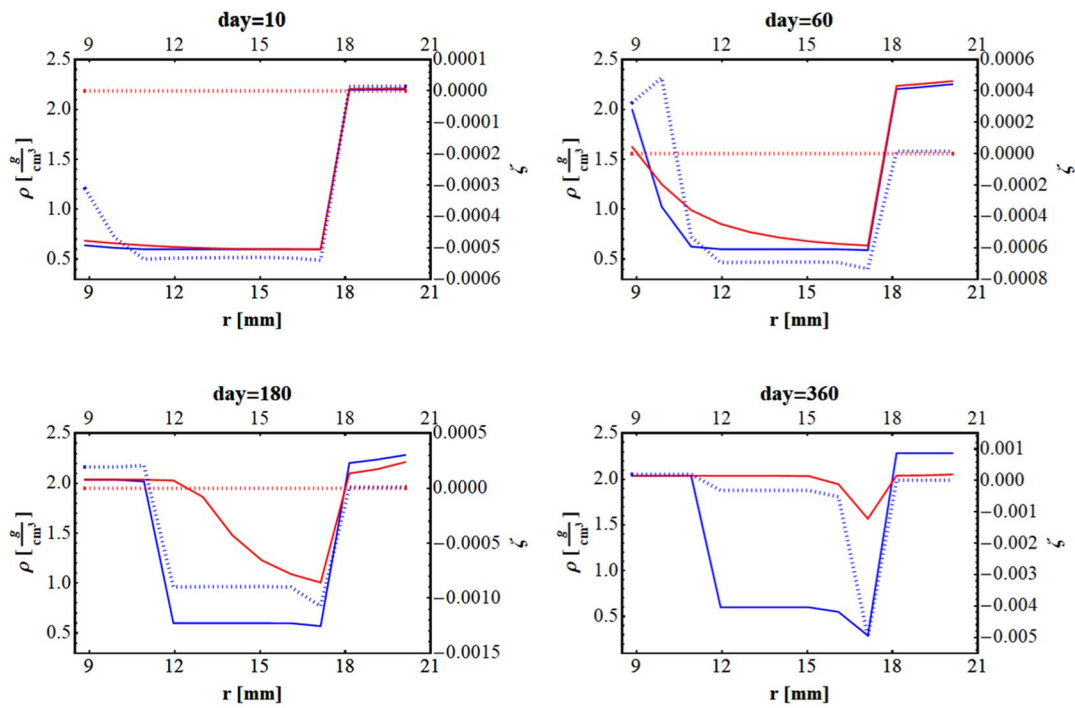 day=10
9 12 15 18 21
2.5 2.0 1.5 1.0 0.5
ρ [g/cm³]
0.0001 0.0000 −0.0001 −0.0002 −0.0003 −0.0004 −0.0005 −0.0006
ζ
9 12 15 18 21
r [mm]
day=60
9 12 15 18 21
2.5 2.0 1.5 1.0 0.5
ρ [g/cm³]
0.0006 0.0004 0.0002 0.0000 −0.0002 −0.0004 −0.0006 −0.0008
ζ
9 12 15 18 21
r [mm]
day=180
9 12 15 18 21
2.5 2.0 1.5 1.0 0.5
ρ [g/cm³]
0.0005 0.0000 −0.0005 −0.0010 −0.0015
ζ
9 12 15 18 21
r [mm]
day=360
9 12 15 18 21
2.5 2.0 1.5 1.0 0.5
ρ [g/cm³]
0.001 0.000 −0.001 −0.002 −0.003 −0.004 −0.005
ζ
9 12 15 18 21
r [mm]